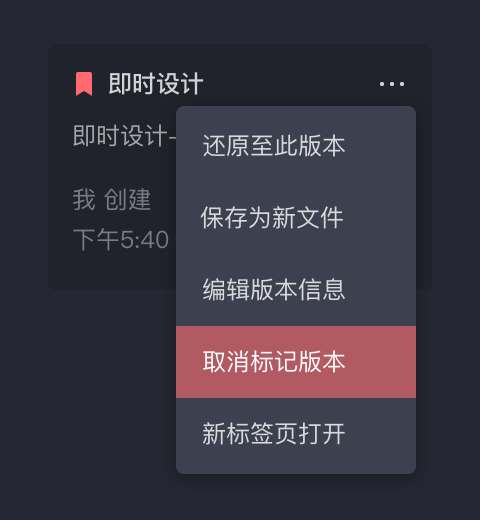 即时设计
即时设计-
我 创建
下午5:40
还原至此版本
保存为新文件
编辑版本信息
取消标记版本
新标签页打开